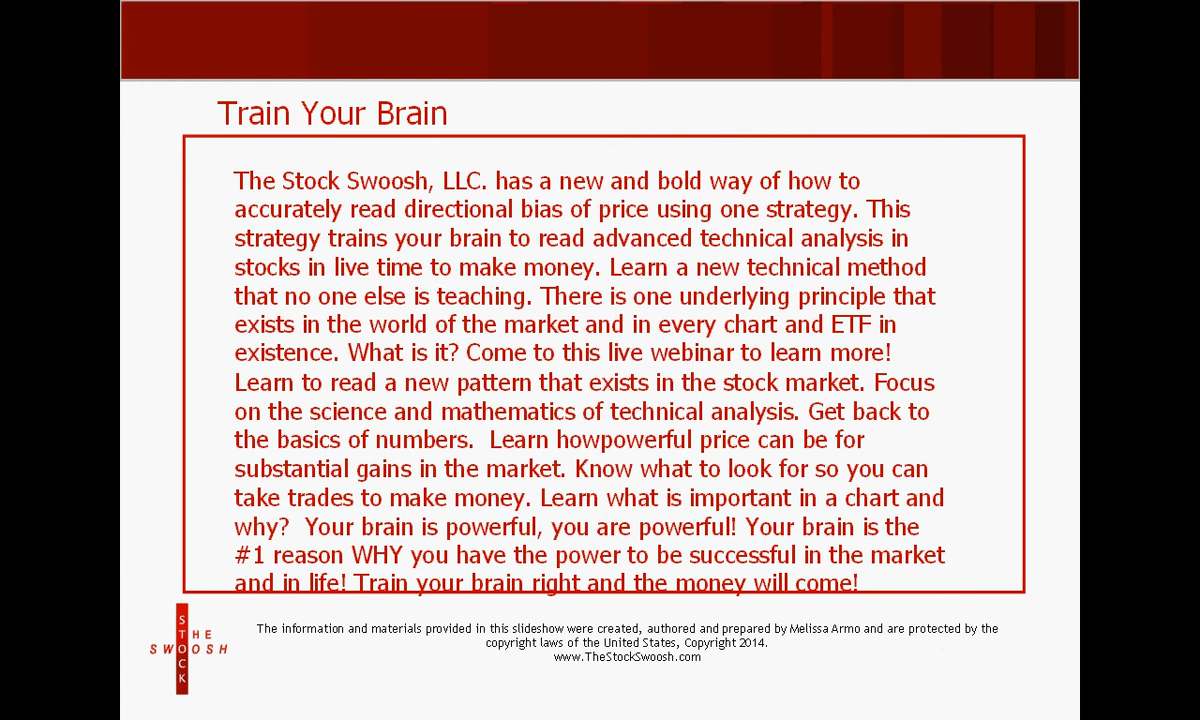 Train Your Brain
The Stock Swoosh, LLC. has a new and bold way of how to
accurately read directional bias of price using one strategy. This
strategy trains your brain to read advanced technical analysis in
stocks in live time to make money. Learn a new technical method
that no one else is teaching. There is one underlying principle that
exists in the world of the market and in every chart and ETF in
existence. What is it? Come to this live webinar to learn more!
Learn to read a new pattern that exists in the stock market. Focus
on the science and mathematics of technical analysis. Get back to
the basics of numbers.  Learn howpowerful price can be for
substantial gains in the market. Know what to look for so you can
take trades to make money. Learn what is important in a chart and
why?  Your brain is powerful, you are powerful! Your brain is the
#1 reason WHY you have the power to be successful in the market
and in life! Train your brain right and the money will come!
THE
STOCK
SWOOSH
The information and materials provided in this slideshow were created, authored and prepared by Melissa Armo and are protected by the
copyright laws of the United States, Copyright 2014.
www.TheStockSwoosh.com